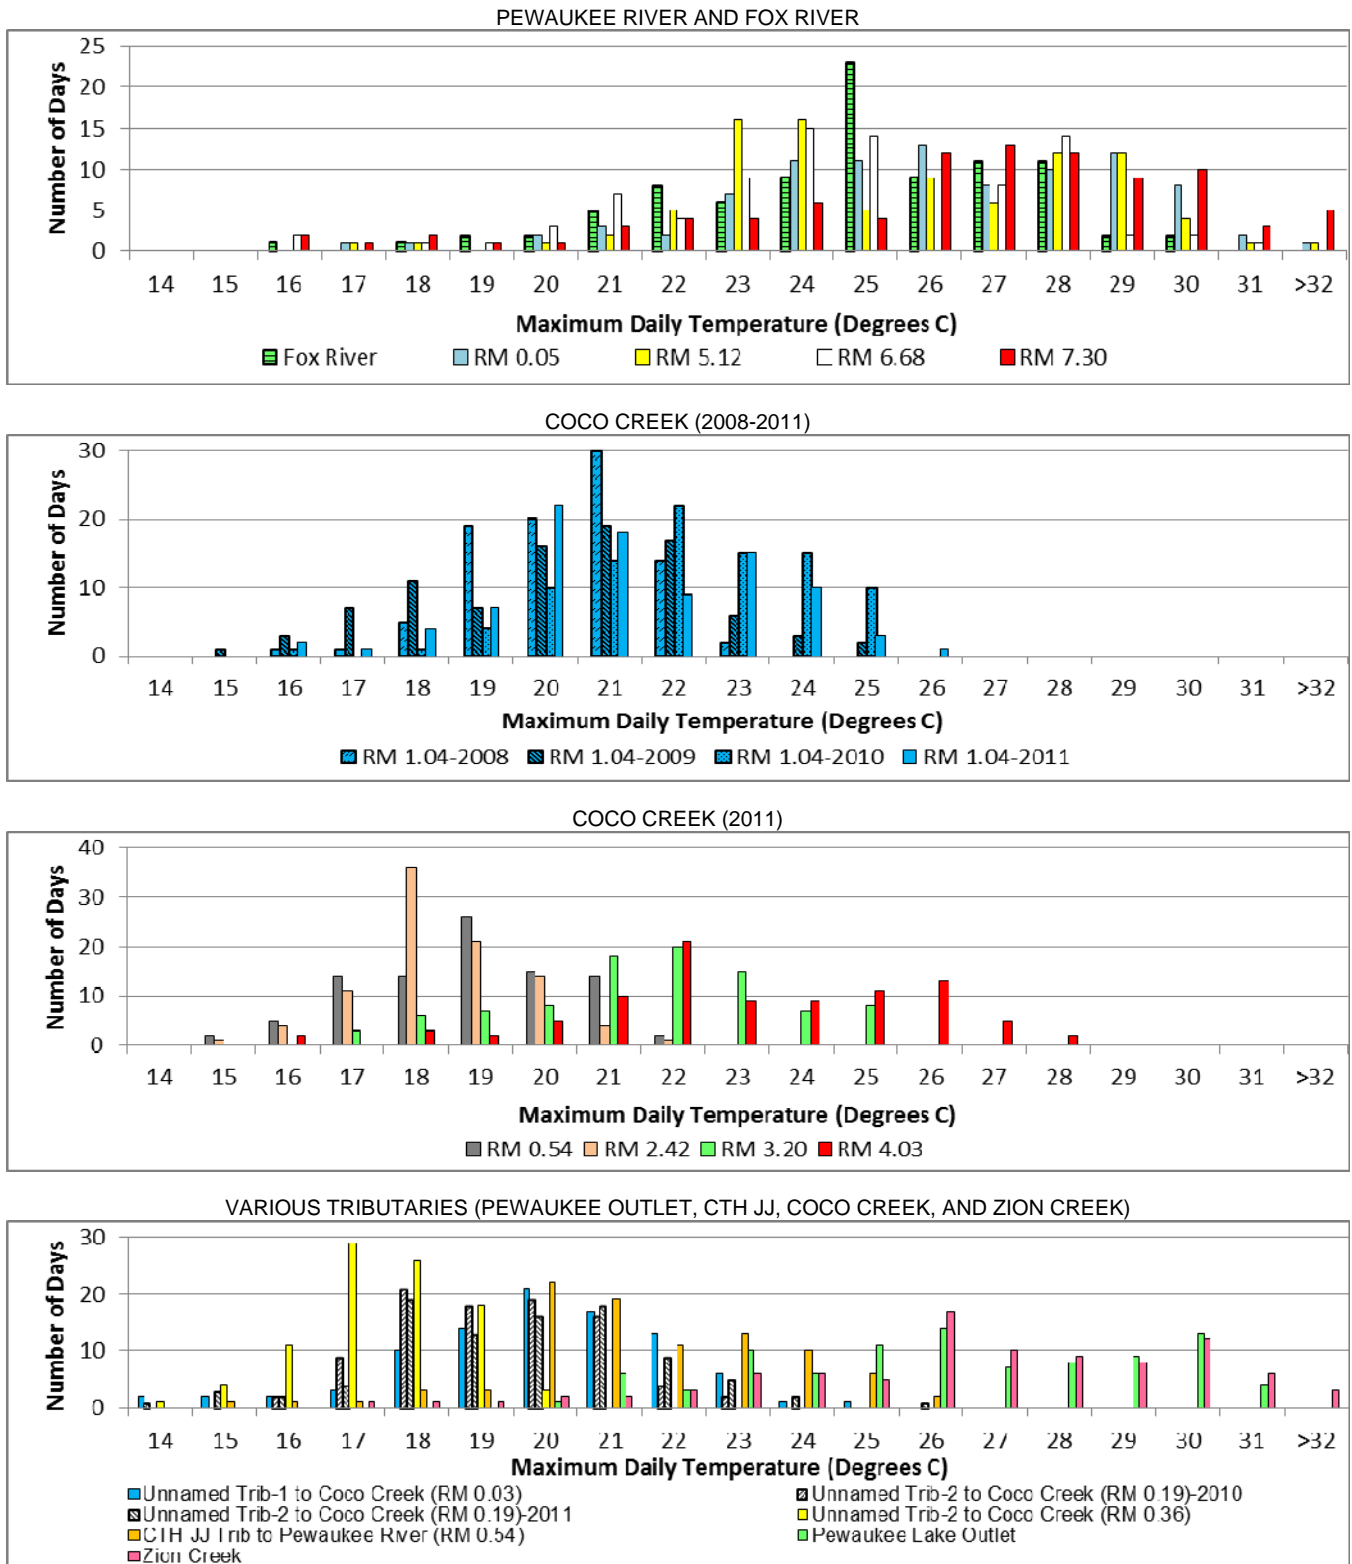 PEWAUKEE RIVER AND FOX RIVER
25
20
15
10
5
0
Number of Days
14 15 16 17 18 19 20 21 22 23 24 25 26 27 28 29 30 31 >32
Maximum Daily Temperature (Degrees C)
Fox River RM 0.05 RM 5.12 RM 6.68 RM 7.30
COCO CREEK (2008-2011)
30
20
10
0
Number of Days
14 15 16 17 18 19 20 21 22 23 24 25 26 27 28 29 30 31 >32
Maximum Daily Temperature (Degrees C)
RM 1.04-2008 RM 1.04-2009 RM 1.04-2010 RM 1.04-2011
COCO CREEK (2011)
40
30
20
10
0
Number of Days
14 15 16 17 18 19 20 21 22 23 24 25 26 27 28 29 30 31 >32
Maximum Daily Temperature (Degrees C)
RM 0.54 RM 2.42 RM 3.20 RM 4.03
VARIOUS TRIBUTARIES (PEWAUKEE OUTLET, CTH JJ, COCO CREEK, AND ZION CREEK)
30
20
10
0
Number of Days
14 15 16 17 18 19 20 21 22 23 24 25 26 27 28 29 30 31 >32
Maximum Daily Temperature (Degrees C)
Unnamed Trib-1 to Coco Creek (RM 0.03) Unnamed Trib-2 to Coco Creek (RM 0.19)-2010
Unnamed Trib-2 to Coco Creek (RM 0.19)-2011 Unnamed Trib-2 to Coco Creek (RM 0.36)
CTH JJ Trib to Pewaukee River (RM 0.54) Pewaukee Lake Outlet
Zion Creek